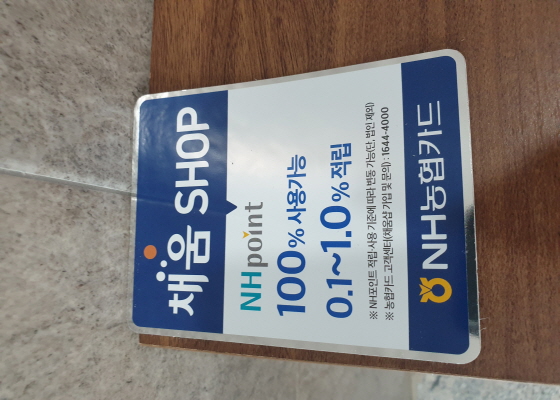 채움 SHOP
NHpoint
100% 사용가능
0.1~1.0% 적립
※ NH포인트 적립·사용 기준에 따라 변동 가능(단, 법인 제외)
※ 농협카드 고객센터(채움샵 가입 및 문의) : 1644-4000
NH농협카드